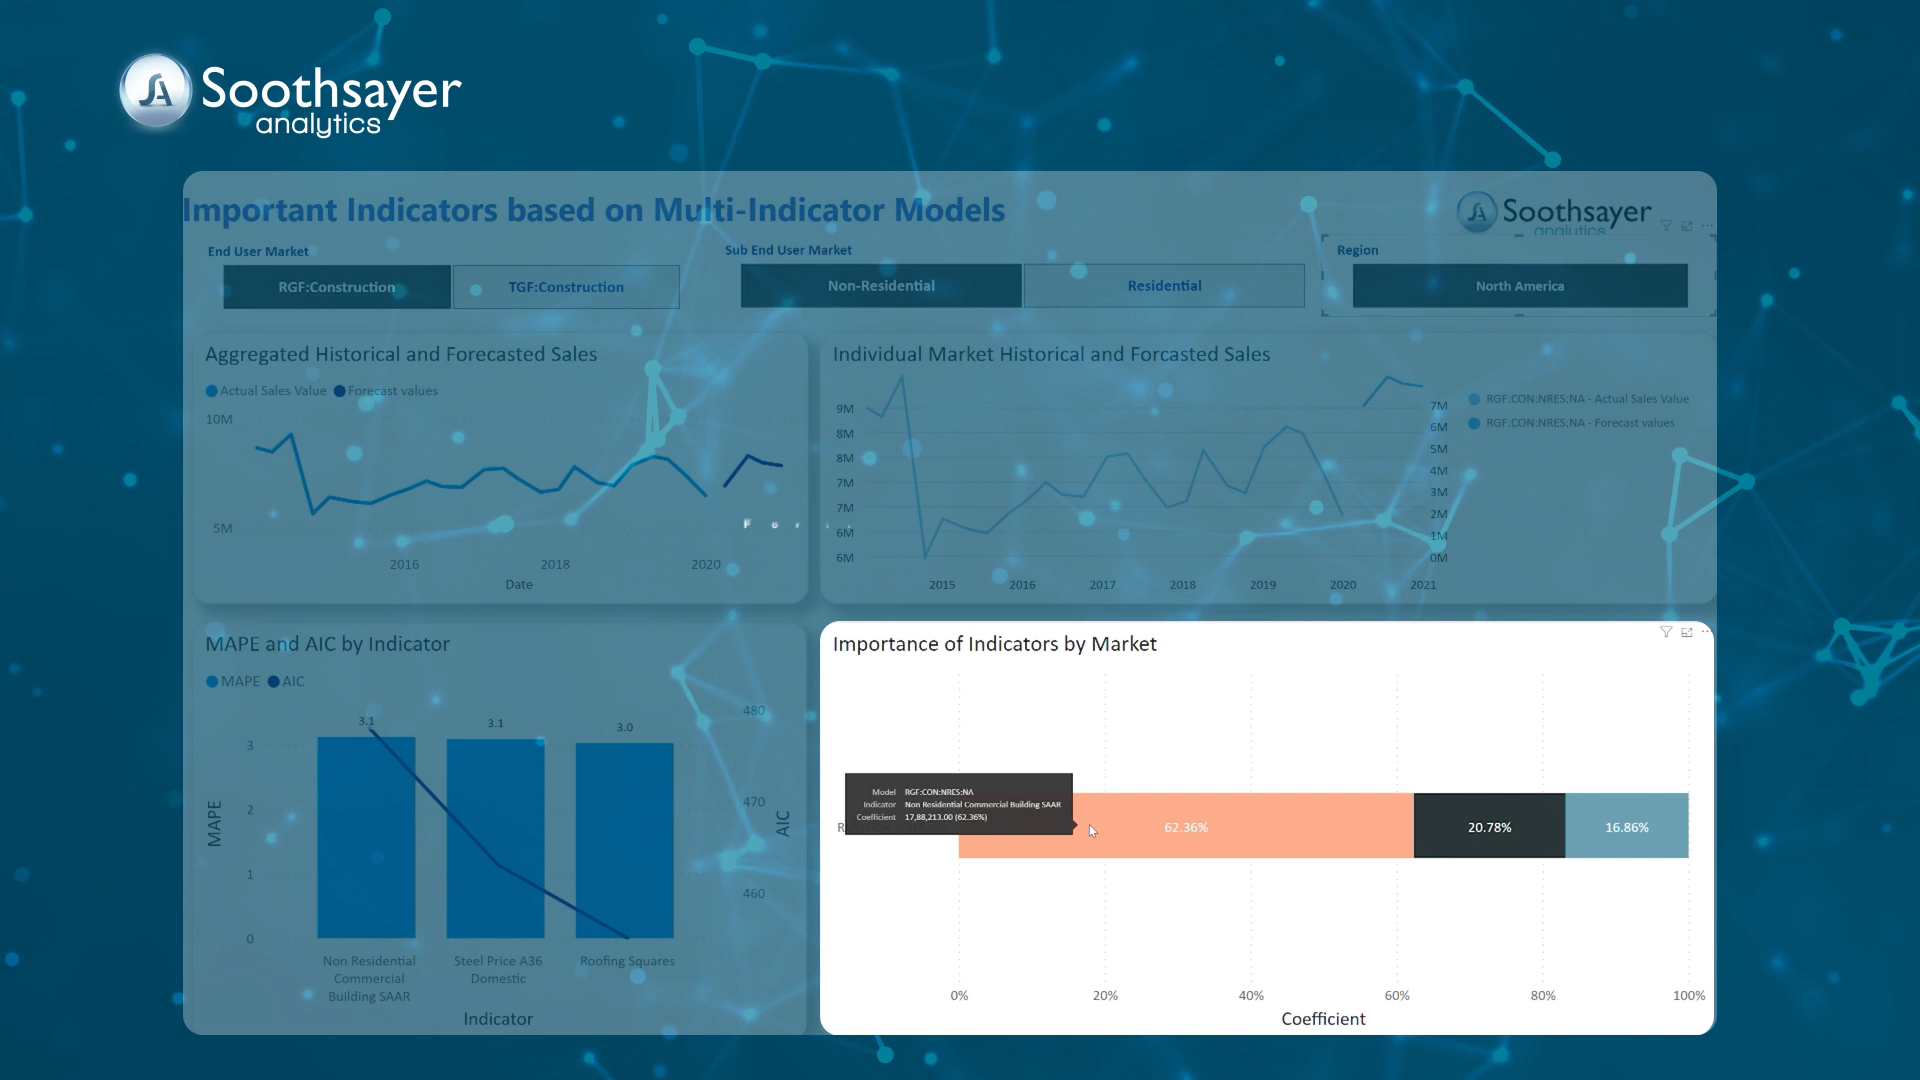 Soothsayer
analytics
Important Indicators based on Multi-Indicator Models
Soothsayer
analytics
End User Market
RGF:Construction
TGF:Construction
Sub End User Market
Non-Residential
Residential
Region
North America
Aggregated Historical and Forecasted Sales
Actual Sales Value
Forecast values
10M
5M
F o r
2016
2018
2020
Date
Individual Market Historical and Forcasted Sales
9M
8M
8M
7M
7M
6M
6M
7M
6M
5M
4M
3M
2M
1M
0M
2015
2016
2017
2018
2019
2020
2021
RGF:CON:NRES:NA - Actual Sales Value
RGF:CON:NRES:NA - Forecast values
MAPE and AIC by Indicator
MAPE
AIC
3.1
3.1
3.0
3
2
1
0
MAPE
480
470
460
AIC
Non Residential
Commercial
Building SAAR
Steel Price A36
Domestic
Roofing Squares
Indicator
Importance of Indicators by Market
Model RGF:CON:NRES:NA
Indicator Non Residential Commercial Building SAAR
Coefficient 17,88,213.00 (62.36%)
R
62.36%
20.78%
16.86%
0%
20%
40%
60%
80%
100%
Coefficient